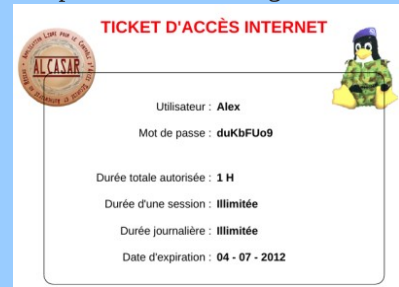 TICKET D'ACCÈS INTERNET
ALCASAR
Utilisateur : Alex
Mot de passe : duKbFUo9
Durée totale autorisée : 1 H
Durée d'une session : Illimitée
Durée journalière : Illimitée
Date d'expiration : 04 - 07 - 2012